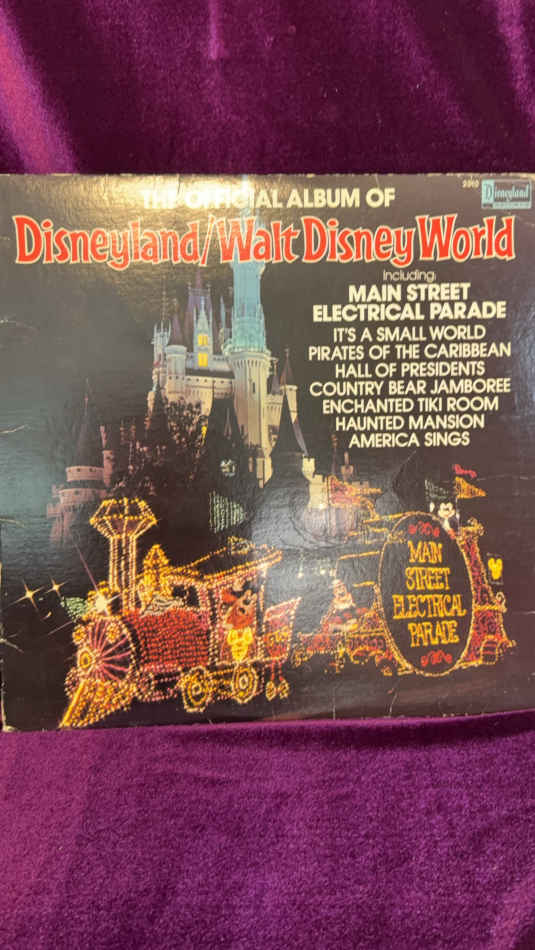 THE OFFICIAL ALBUM OF
Disneyland
Disneyland/Walt Disney World
including:
MAIN STREET
ELECTRICAL PARADE
IT'S A SMALL WORLD
PIRATES OF THE CARIBBEAN
HALL OF PRESIDENTS
COUNTRY BEAR JAMBOREE
ENCHANTED TIKI ROOM
HAUNTED MANSION
AMERICA SINGS
MAIN
STREET
ELECTRICAL
PARADE